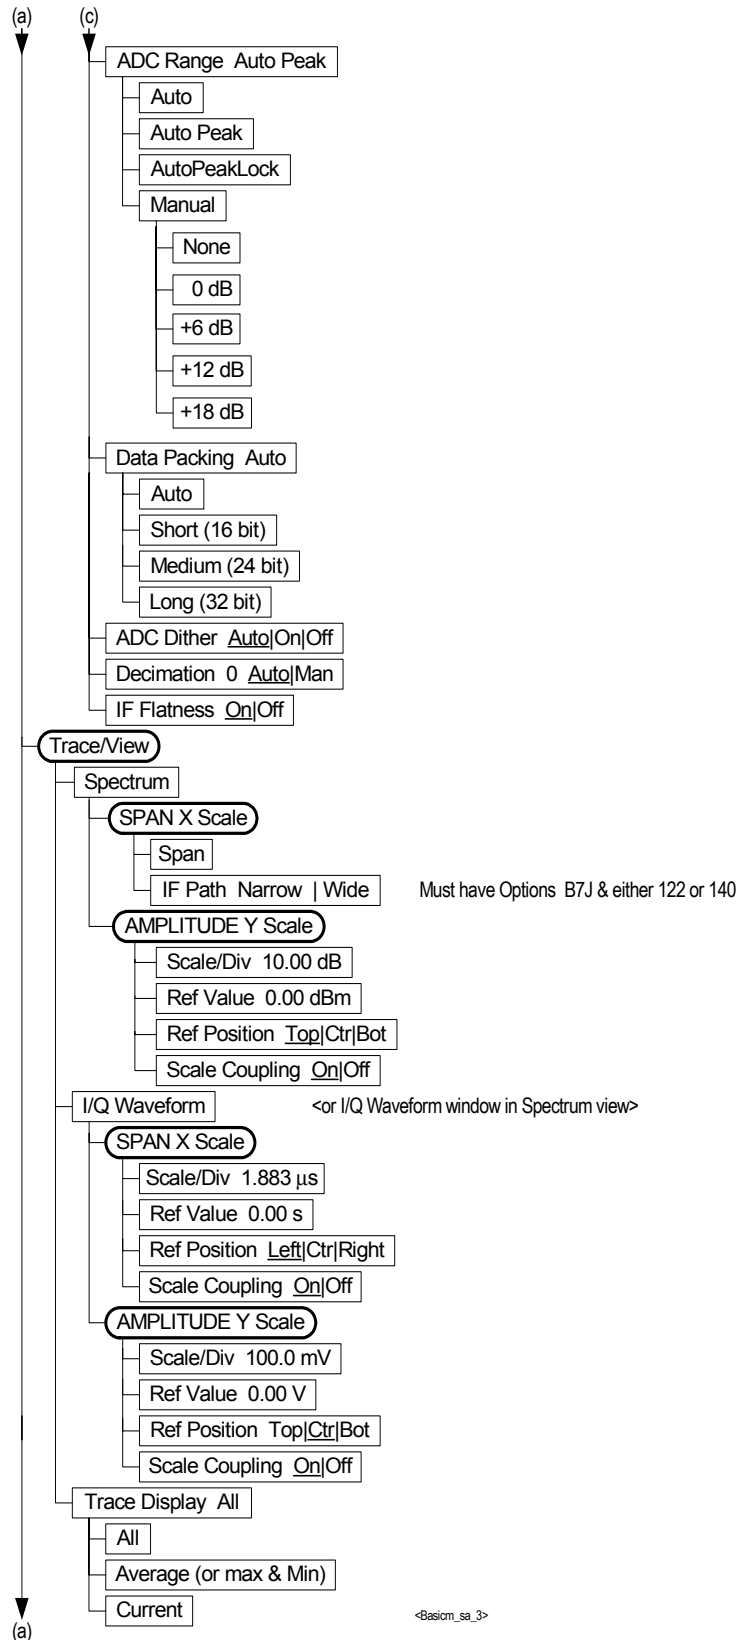 (a) (c)
ADC Range Auto Peak
Auto
Auto Peak
AutoPeakLock
Manual
None
0 dB
+6 dB
+12 dB
+18 dB
Data Packing Auto
Auto
Short (16 bit)
Medium (24 bit)
Long (32 bit)
ADC Dither Auto|On|Off
Decimation 0 Auto|Man
IF Flatness On|Off
Trace/View
Spectrum
SPAN X Scale
Span
IF Path Narrow | Wide Must have Options B7J & either 122 or 140
AMPLITUDE Y Scale
Scale/Div 10.00 dB
Ref Value 0.00 dBm
Ref Position Top|Ctr|Bot
Scale Coupling On|Off
I/Q Waveform <or I/Q Waveform window in Spectrum view>
SPAN X Scale
Scale/Div 1.883 μs
Ref Value 0.00 s
Ref Position Left|Ctr|Right
Scale Coupling On|Off
AMPLITUDE Y Scale
Scale/Div 100.0 mV
Ref Value 0.00 V
Ref Position Top|Ctr|Bot
Scale Coupling On|Off
Trace Display All
All
Average (or max & Min)
Current <Basicm_sa_3>
(a)